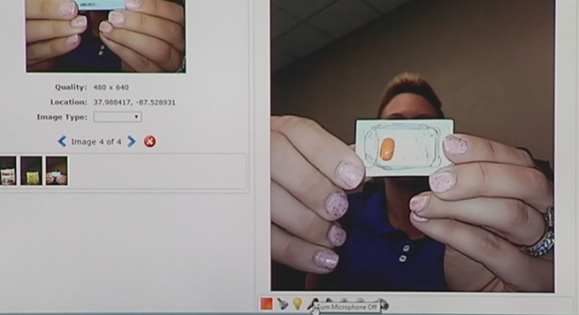 Quality: 480 x 640
Location: 37.988417, -87.528931
Image Type:
Image 4 of 4
Turn Microphone Off